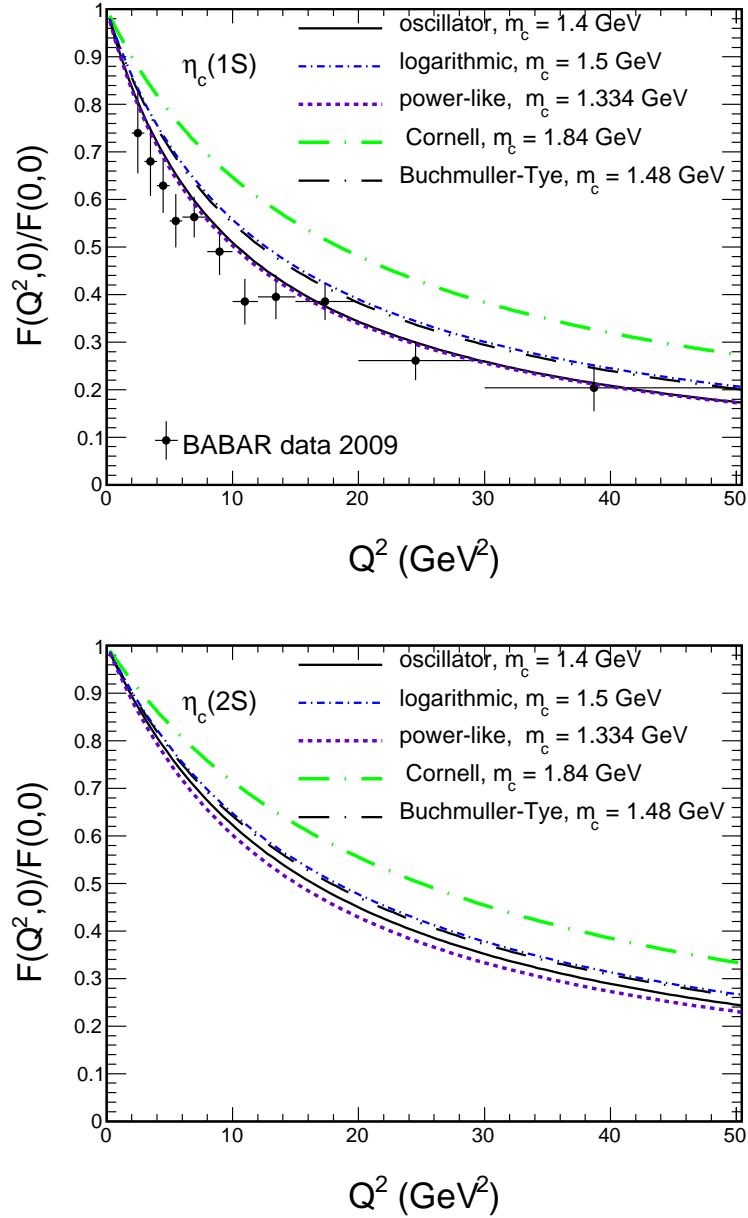 oscillator, m_c = 1.4 GeV
η_c(1S)
logarithmic, m_c = 1.5 GeV
power-like, m_c = 1.334 GeV
Cornell, m_c = 1.84 GeV
Buchmuller-Tye, m_c = 1.48 GeV
BABAR data 2009
F(Q²,0)/F(0,0)
1
0.9
0.8
0.7
0.6
0.5
0.4
0.3
0.2
0.1
0
0 10 20 30 40 50
Q² (GeV²)
oscillator, m_c = 1.4 GeV
η_c(2S)
logarithmic, m_c = 1.5 GeV
power-like, m_c = 1.334 GeV
Cornell, m_c = 1.84 GeV
Buchmuller-Tye, m_c = 1.48 GeV
F(Q²,0)/F(0,0)
1
0.9
0.8
0.7
0.6
0.5
0.4
0.3
0.2
0.1
0
0 10 20 30 40 50
Q² (GeV²)